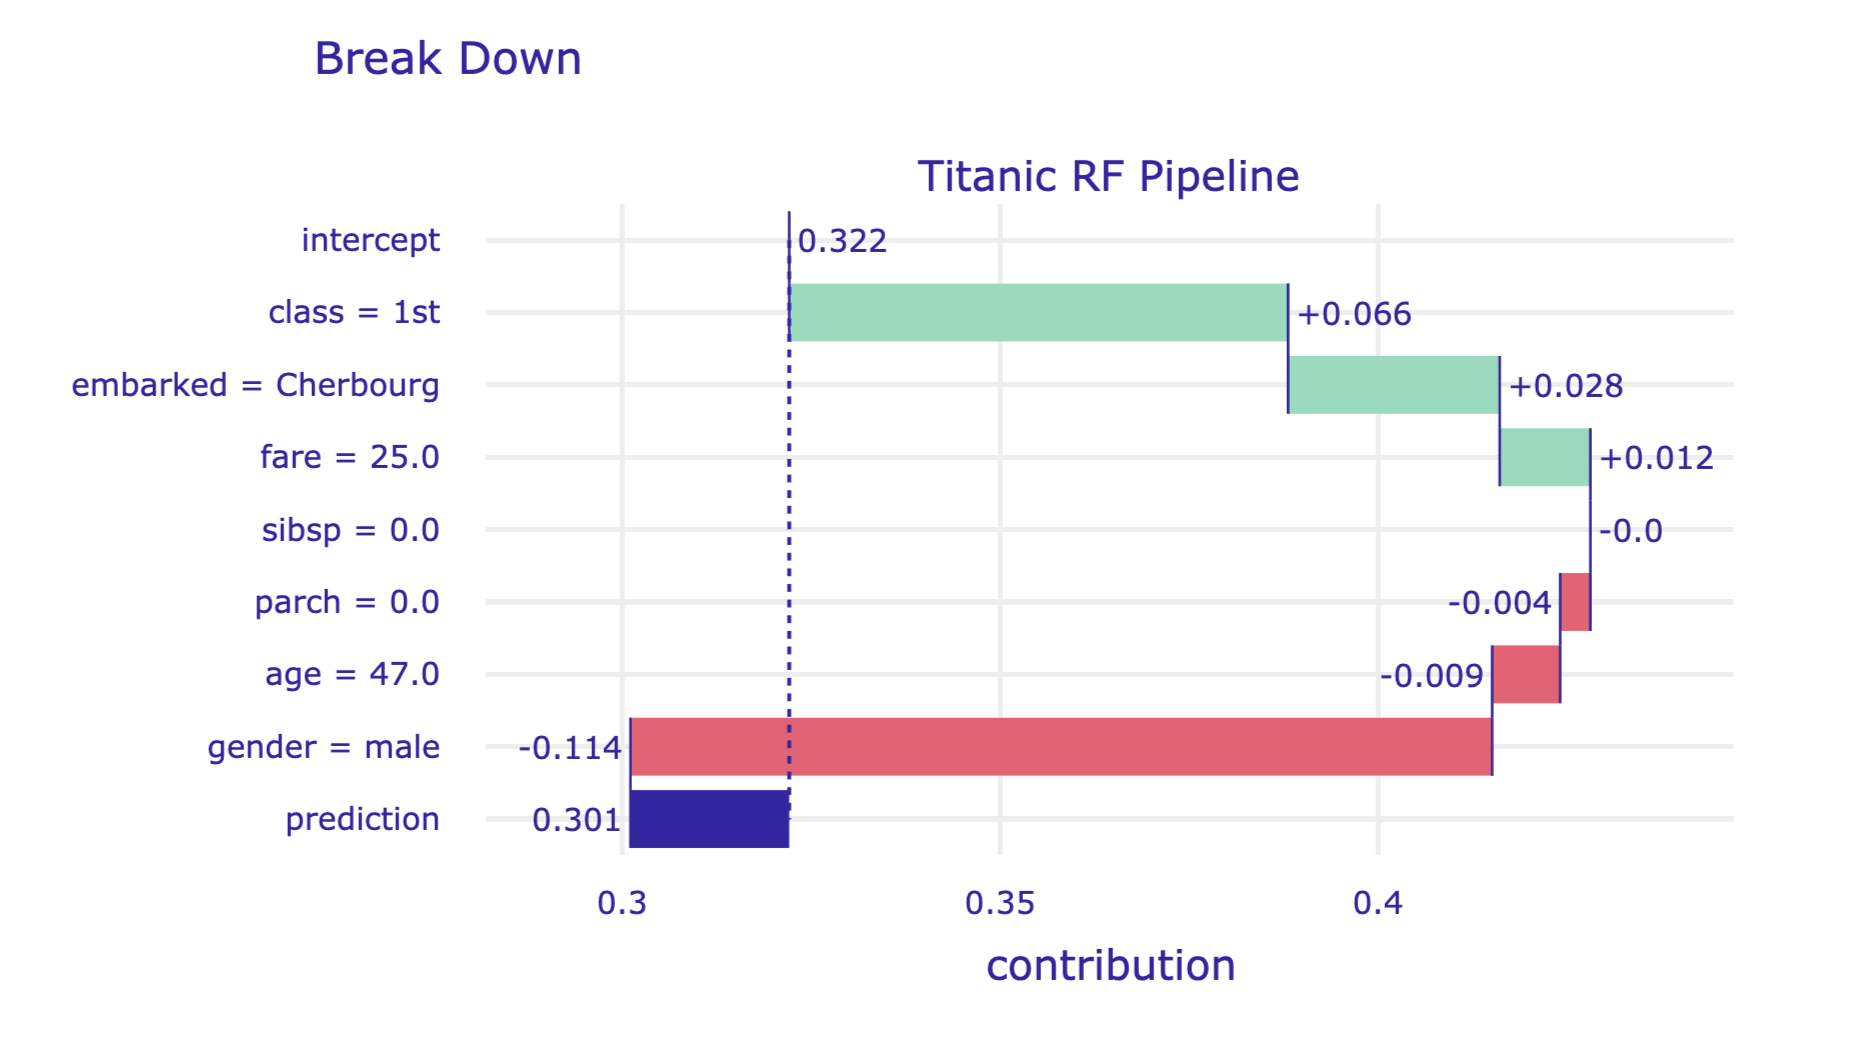 Break Down
Titanic RF Pipeline
intercept 0.322
class = 1st +0.066
embarked = Cherbourg +0.028
fare = 25.0 +0.012
sibsp = 0.0 -0.0
parch = 0.0 -0.004
age = 47.0 -0.009
gender = male -0.114
prediction 0.301
0.3 0.35 0.4
contribution